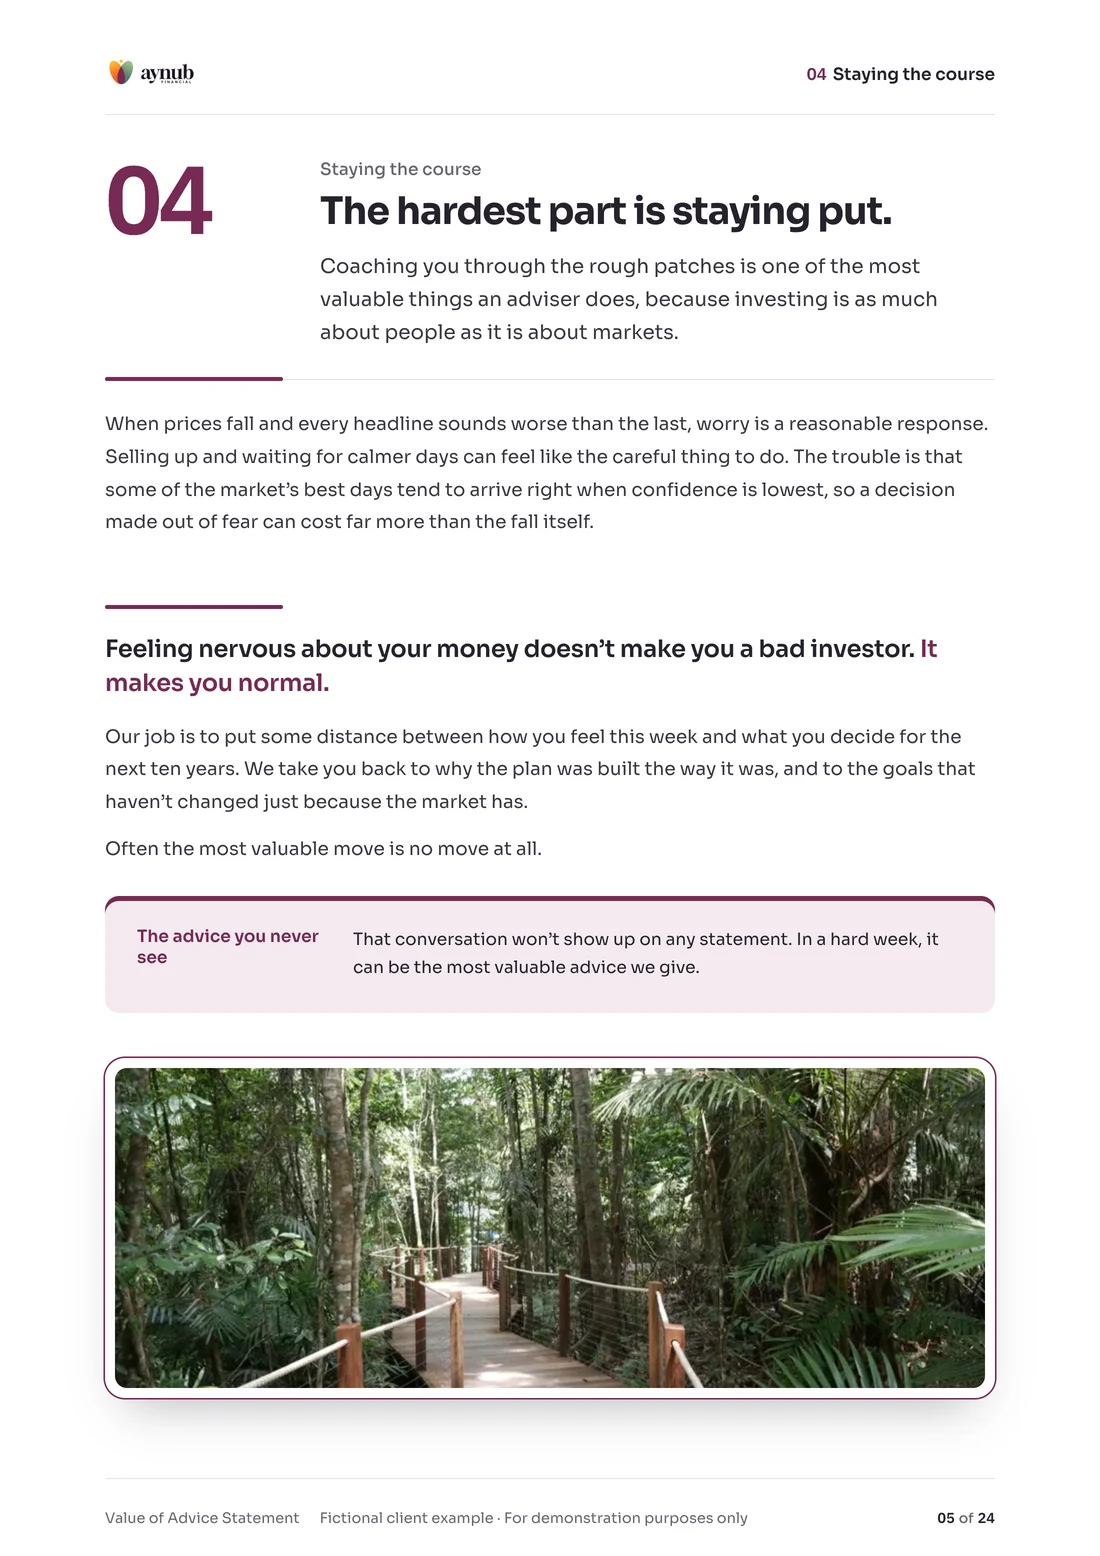 aynub
FINANCIAL
04 Staying the course
04
Staying the course
The hardest part is staying put.
Coaching you through the rough patches is one of the most
valuable things an adviser does, because investing is as much
about people as it is about markets.
When prices fall and every headline sounds worse than the last, worry is a reasonable response.
Selling up and waiting for calmer days can feel like the careful thing to do. The trouble is that
some of the market’s best days tend to arrive right when confidence is lowest, so a decision
made out of fear can cost far more than the fall itself.
Feeling nervous about your money doesn’t make you a bad investor. It
makes you normal.
Our job is to put some distance between how you feel this week and what you decide for the
next ten years. We take you back to why the plan was built the way it was, and to the goals that
haven’t changed just because the market has.
Often the most valuable move is no move at all.
The advice you never
see
That conversation won’t show up on any statement. In a hard week, it
can be the most valuable advice we give.
Value of Advice Statement Fictional client example · For demonstration purposes only 05 of 24